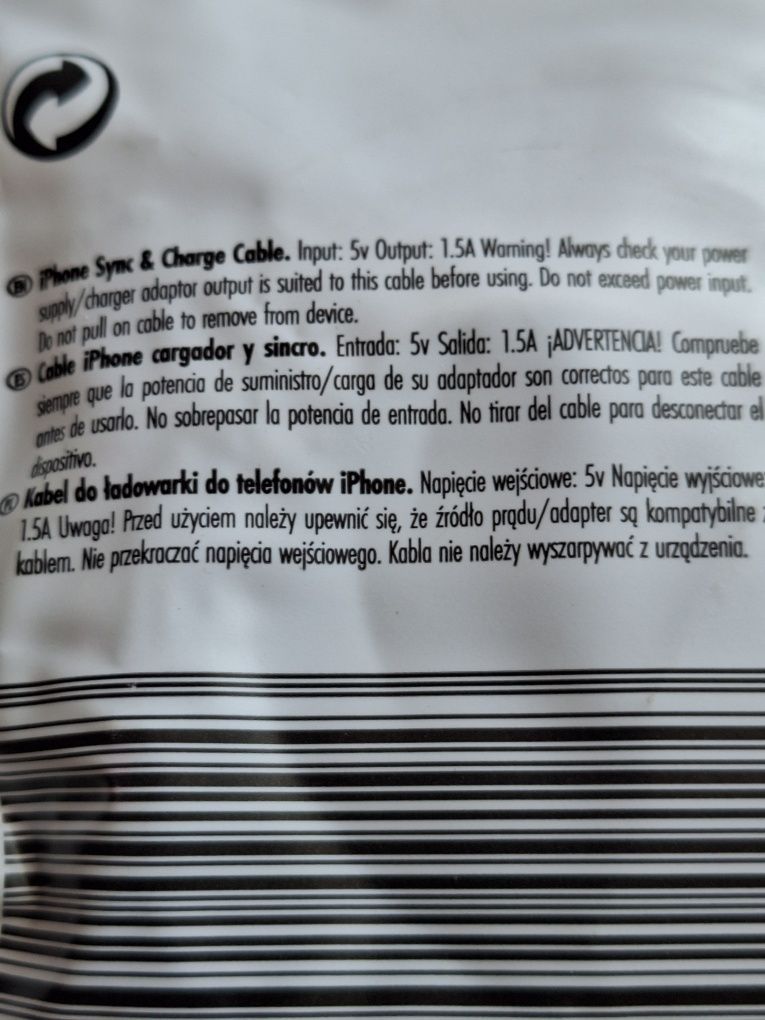 iPhone Sync & Charge Cable. Input: 5v Output: 1.5A Warning! Always check your power
supply/charger adaptor output is suited to this cable before using. Do not exceed power input.
Do not pull on cable to remove from device.
E Cable iPhone cargador y sincro. Entrada: 5v Salida: 1.5A ¡ADVERTENCIA! Compruebe
siempre que la potencia de suministro/carga de su adaptador son correctos para este cable
antes de usarlo. No sobrepasar la potencia de entrada. No tirar del cable para desconectar el
dispositivo.
Kabel do ładowarki do telefonów iPhone. Napięcie wejściowe: 5v Napięcie wyjściowe:
1.5A Uwaga! Przed użyciem należy upewnić się, że źródło prądu/adapter są kompatybilne z
kablem. Nie przekraczać napięcia wejściowego. Kabla nie należy wyszarpywać z urządzenia.